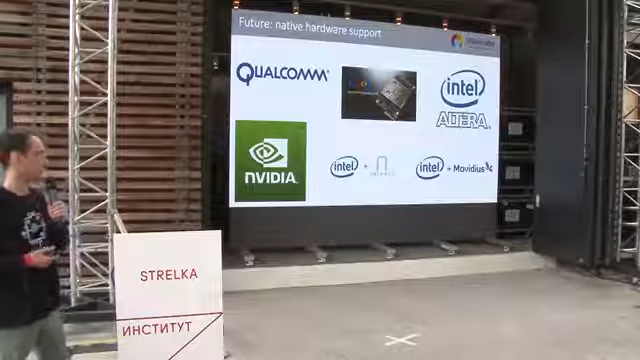 Future: native hardware support
QUALCOMM®
intel
ALTERA
NVIDIA.
intel +
intel + Movidius
STRELKA
ИНСТИТУТ